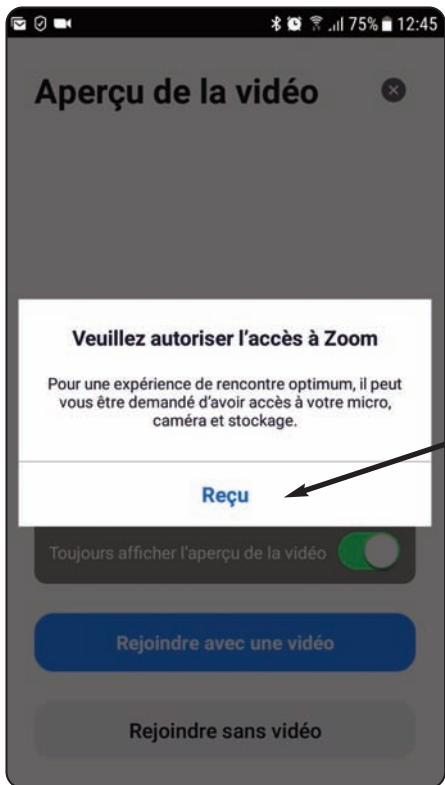 75% 12:45
Aperçu de la vidéo
Veuillez autoriser l'accès à Zoom
Pour une expérience de rencontre optimum, il peut
vous être demandé d'avoir accès à votre micro,
caméra et stockage.
Reçu
Toujours afficher l'aperçu de la vidéo
Rejoindre avec une vidéo
Rejoindre sans vidéo